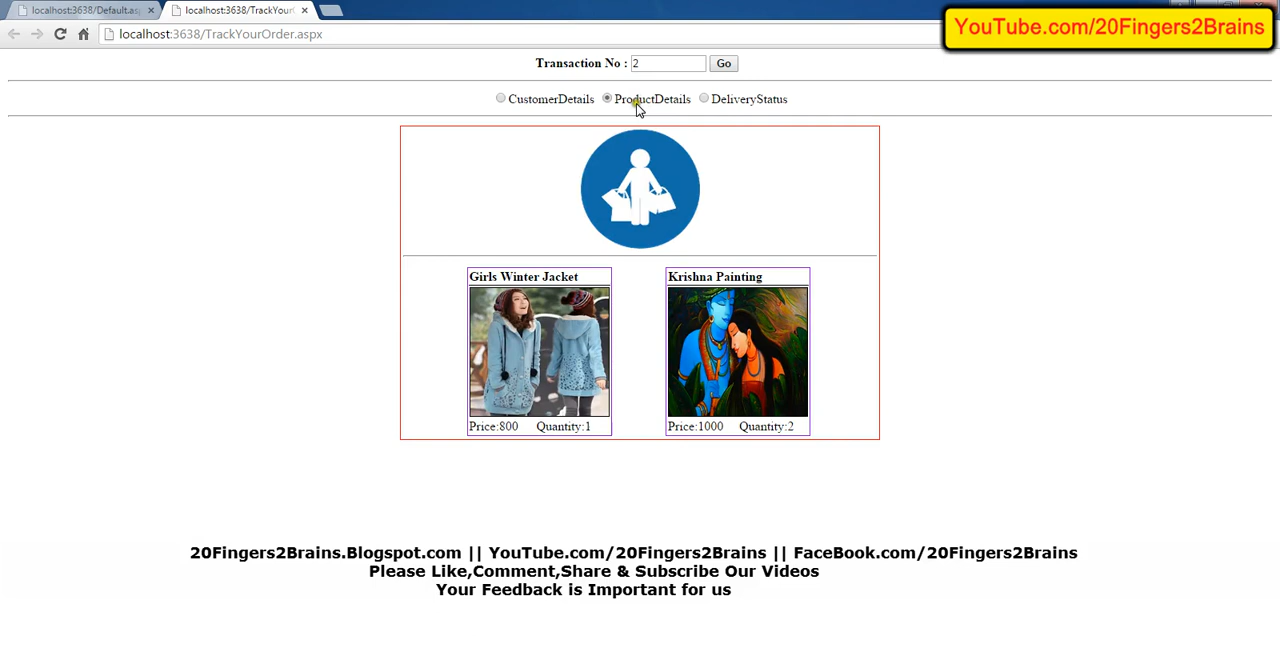 localhost:3638/Default.asp
localhost:3638/TrackYourO
localhost:3638/TrackYourOrder.aspx
YouTube.com/20Fingers2Brains
Transaction No : 2 Go
CustomerDetails ProductDetails DeliveryStatus
Girls Winter Jacket
Price:800 Quantity:1
Krishna Painting
Price:1000 Quantity:2
20Fingers2Brains.Blogspot.com || YouTube.com/20Fingers2Brains || FaceBook.com/20Fingers2Brains
Please Like,Comment,Share & Subscribe Our Videos
Your Feedback is Important for us